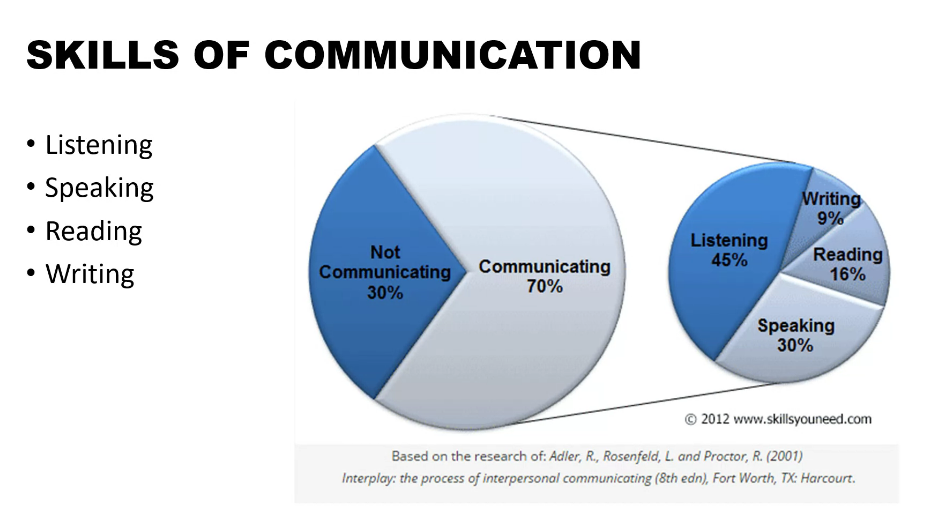 SKILLS OF COMMUNICATION
• Listening
• Speaking
• Reading
• Writing
Not
Communicating
30%
Communicating
70%
Listening
45%
Writing
9%
Reading
16%
Speaking
30%
© 2012 www.skillsyouneed.com
Based on the research of: Adler, R., Rosenfeld, L. and Proctor, R. (2001)
Interplay: the process of interpersonal communicating (8th edn), Fort Worth, TX: Harcourt.